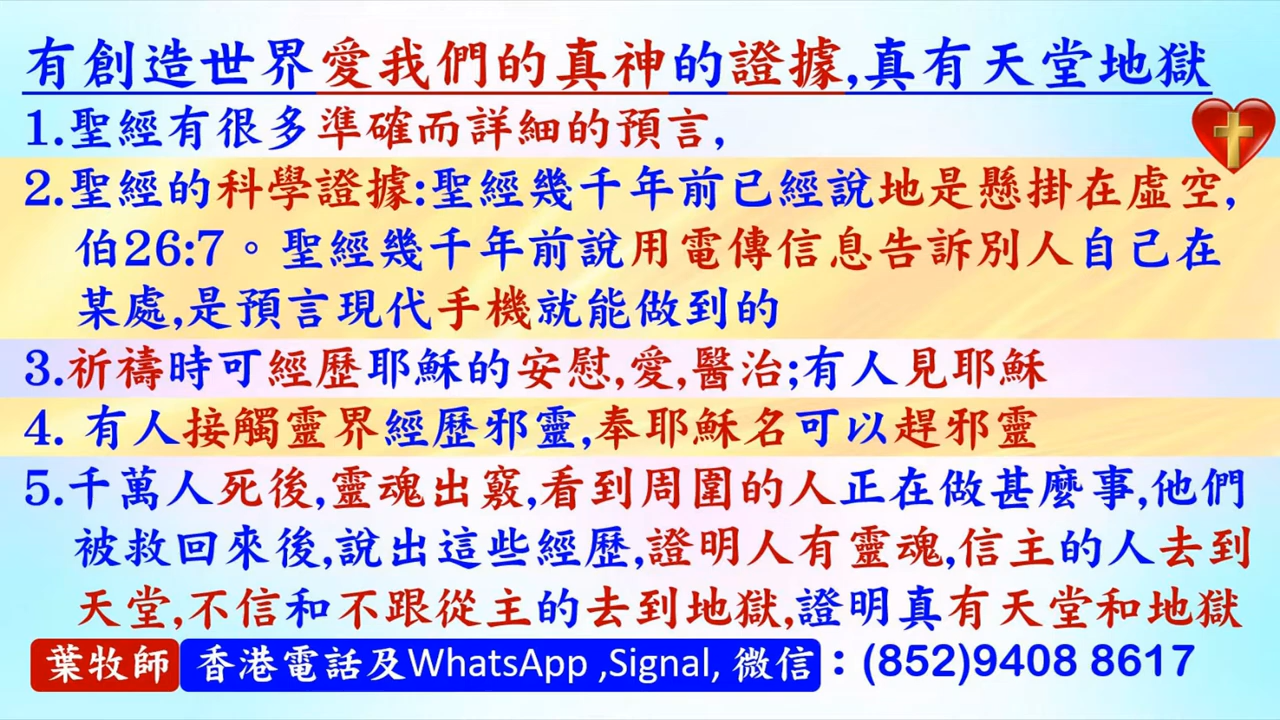 有創造世界愛我們的真神的證據,真有天堂地獄
1.聖經有很多準確而詳細的預言,
2.聖經的科學證據:聖經幾千年前已經說地是懸掛在虛空,
伯26:7。聖經幾千年前說用電傳信息告訴別人自己在
某處,是預言現代手機就能做到的
3.祈禱時可經歷耶穌的安慰,愛,醫治;有人見耶穌
4. 有人接觸靈界經歷邪靈,奉耶穌名可以趕邪靈
5.千萬人死後,靈魂出竅,看到周圍的人正在做甚麼事,他們
被救回來後,說出這些經歷,證明人有靈魂,信主的人去到
天堂,不信和不跟從主的去到地獄,證明真有天堂和地獄
葉牧師 香港電話及WhatsApp ,Signal, 微信：(852)9408 8617